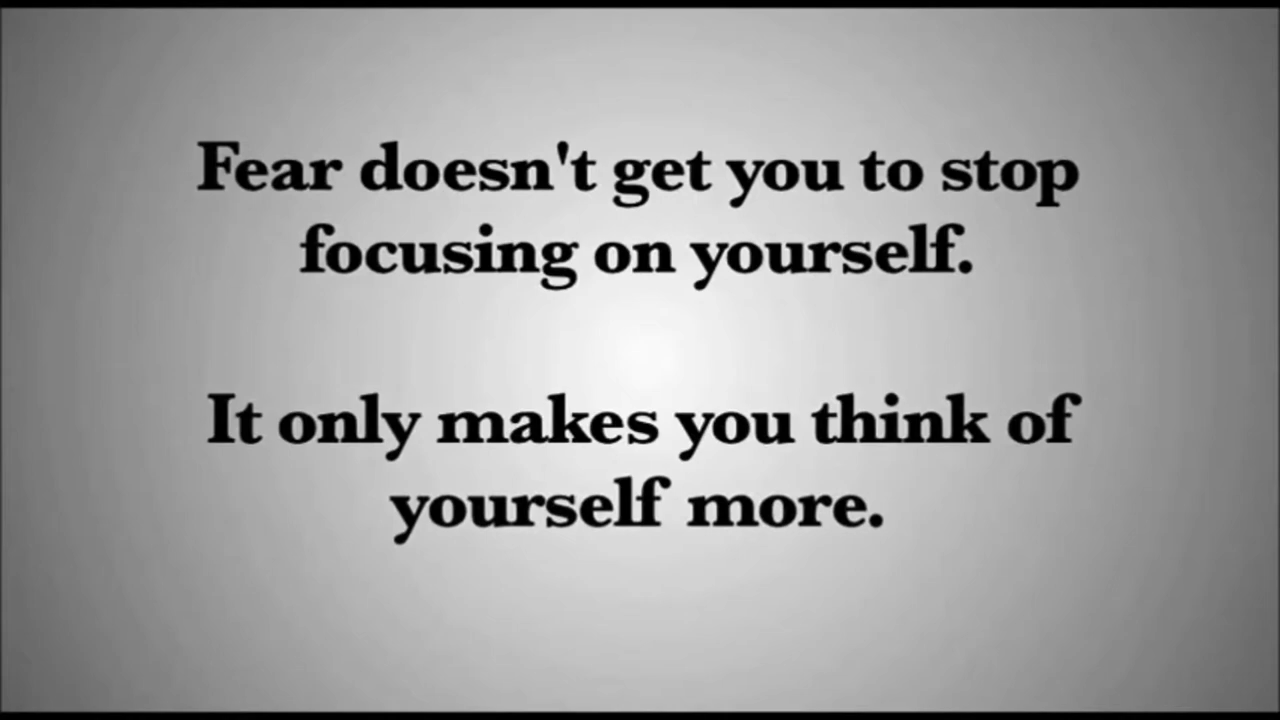 Fear doesn't get you to stop
focusing on yourself.
It only makes you think of
yourself more.